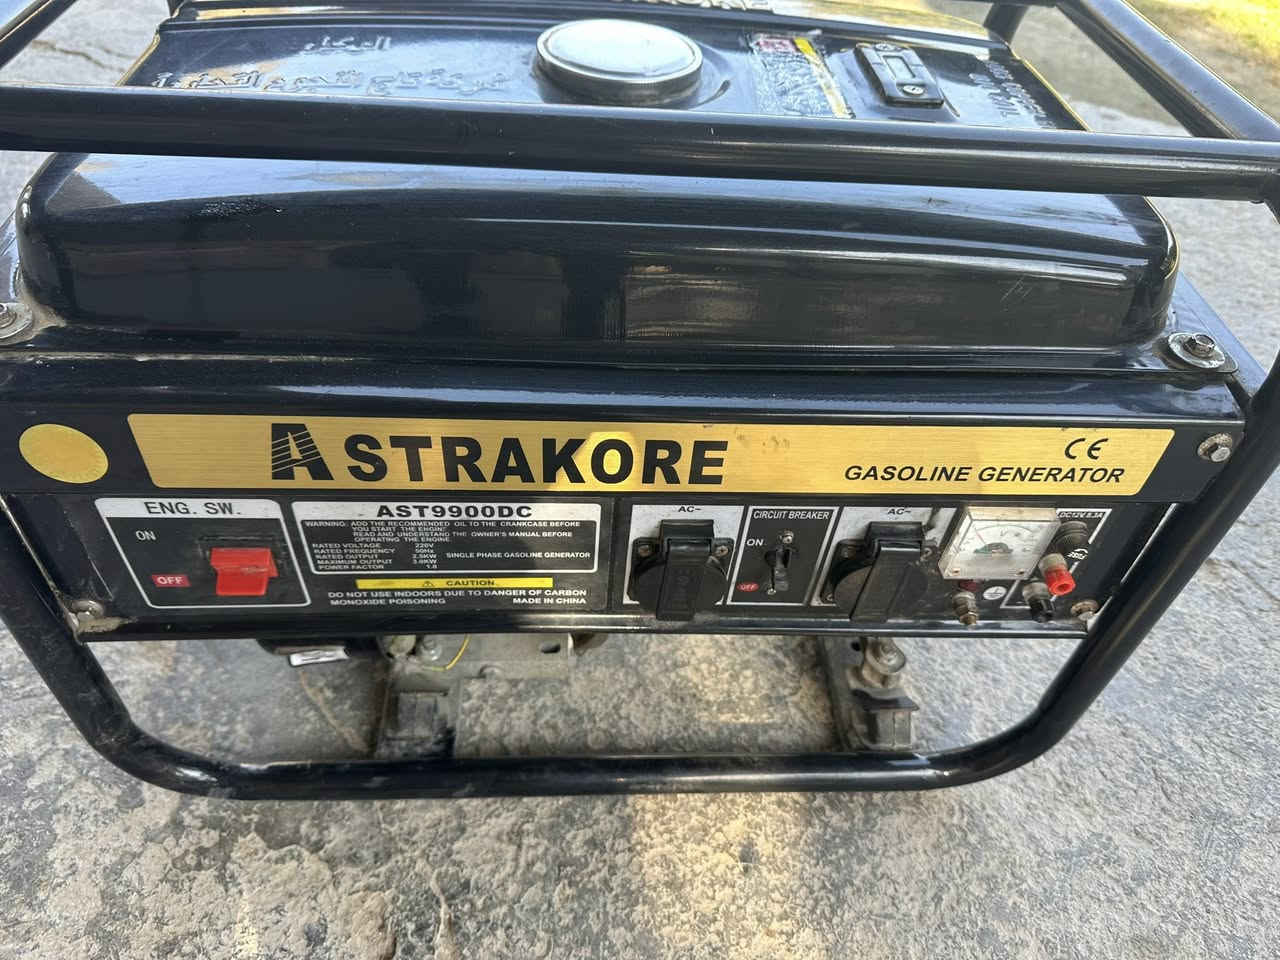 ASTRAKORE
CE
GASOLINE GENERATOR
ENG. SW.
ON
OFF
AST9900DC
WARNING: ADD THE RECOMMENDED OIL TO THE CRANKCASE BEFORE
YOU START THE ENGINE
READ AND UNDERSTAND THE OWNER'S MANUAL BEFORE
OPERATING THE ENGINE.
RATED VOLTAGE 220V
RATED FREQUENCY 50Hz
RATED OUTPUT 2.5KW SINGLE PHASE GASOLINE GENERATOR
MAXIMUM OUTPUT 3.0KW
POWER FACTOR 1.0
CAUTION
DO NOT USE INDOORS DUE TO DANGER OF CARBON
MONOXIDE POISONING MADE IN CHINA
AC~
CIRCUIT BREAKER
ON
OFF
AC~
DC12V 8.3A